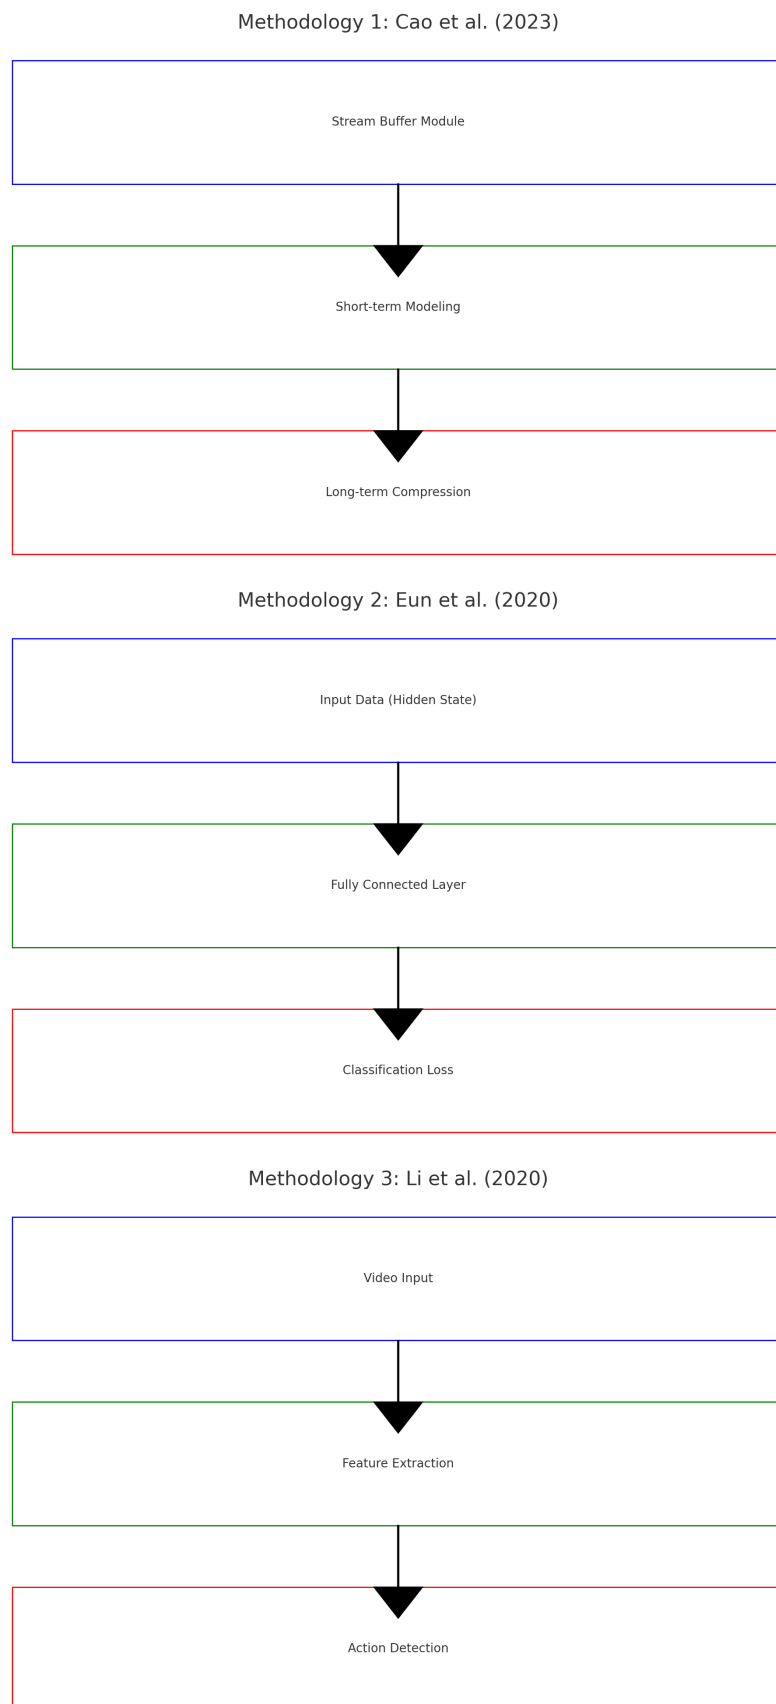 Methodology 1: Cao et al. (2023)
Stream Buffer Module
Short-term Modeling
Long-term Compression
Methodology 2: Eun et al. (2020)
Input Data (Hidden State)
Fully Connected Layer
Classification Loss
Methodology 3: Li et al. (2020)
Video Input
Feature Extraction
Action Detection